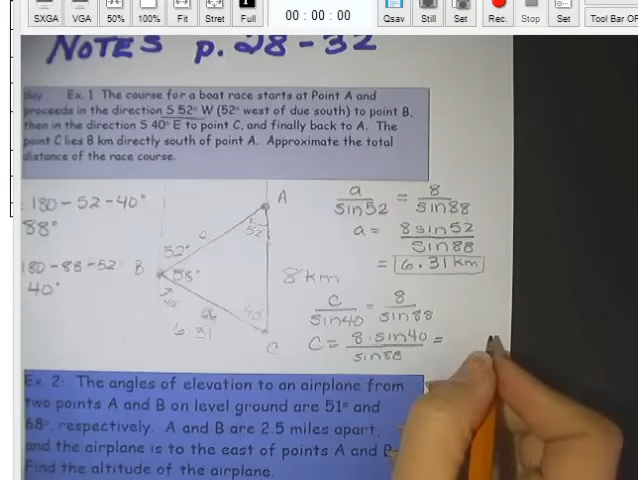 SXGA VGA 50% 100% Fit Stret Full 00 : 00 : 00 Qsav Still Set Rec. Stop Set Tool Bar OF
NOTES p. 28-32
Ex. 1 The course for a boat race starts at Point A and
proceeds in the direction S 52° W (52° west of due south) to point B,
then in the direction S 40° E to point C, and finally back to A. The
point C lies 8 km directly south of point A. Approximate the total
distance of the race course.
: 180-52-40°
88°
180-88-52
40°
A
52
c
52°
B
88°
40°
40°
a
6.31
C
8 km
a/sin52 = 8/sin88
a = 8 sin52/sin88
= 6.31 km
c/sin40 = 8/sin88
C = 8·sin40/sin88 =
Ex. 2: The angles of elevation to an airplane from
two points A and B on level ground are 51° and
68°, respectively. A and B are 2.5 miles apart,
and the airplane is to the east of points A and B.
Find the altitude of the airplane.